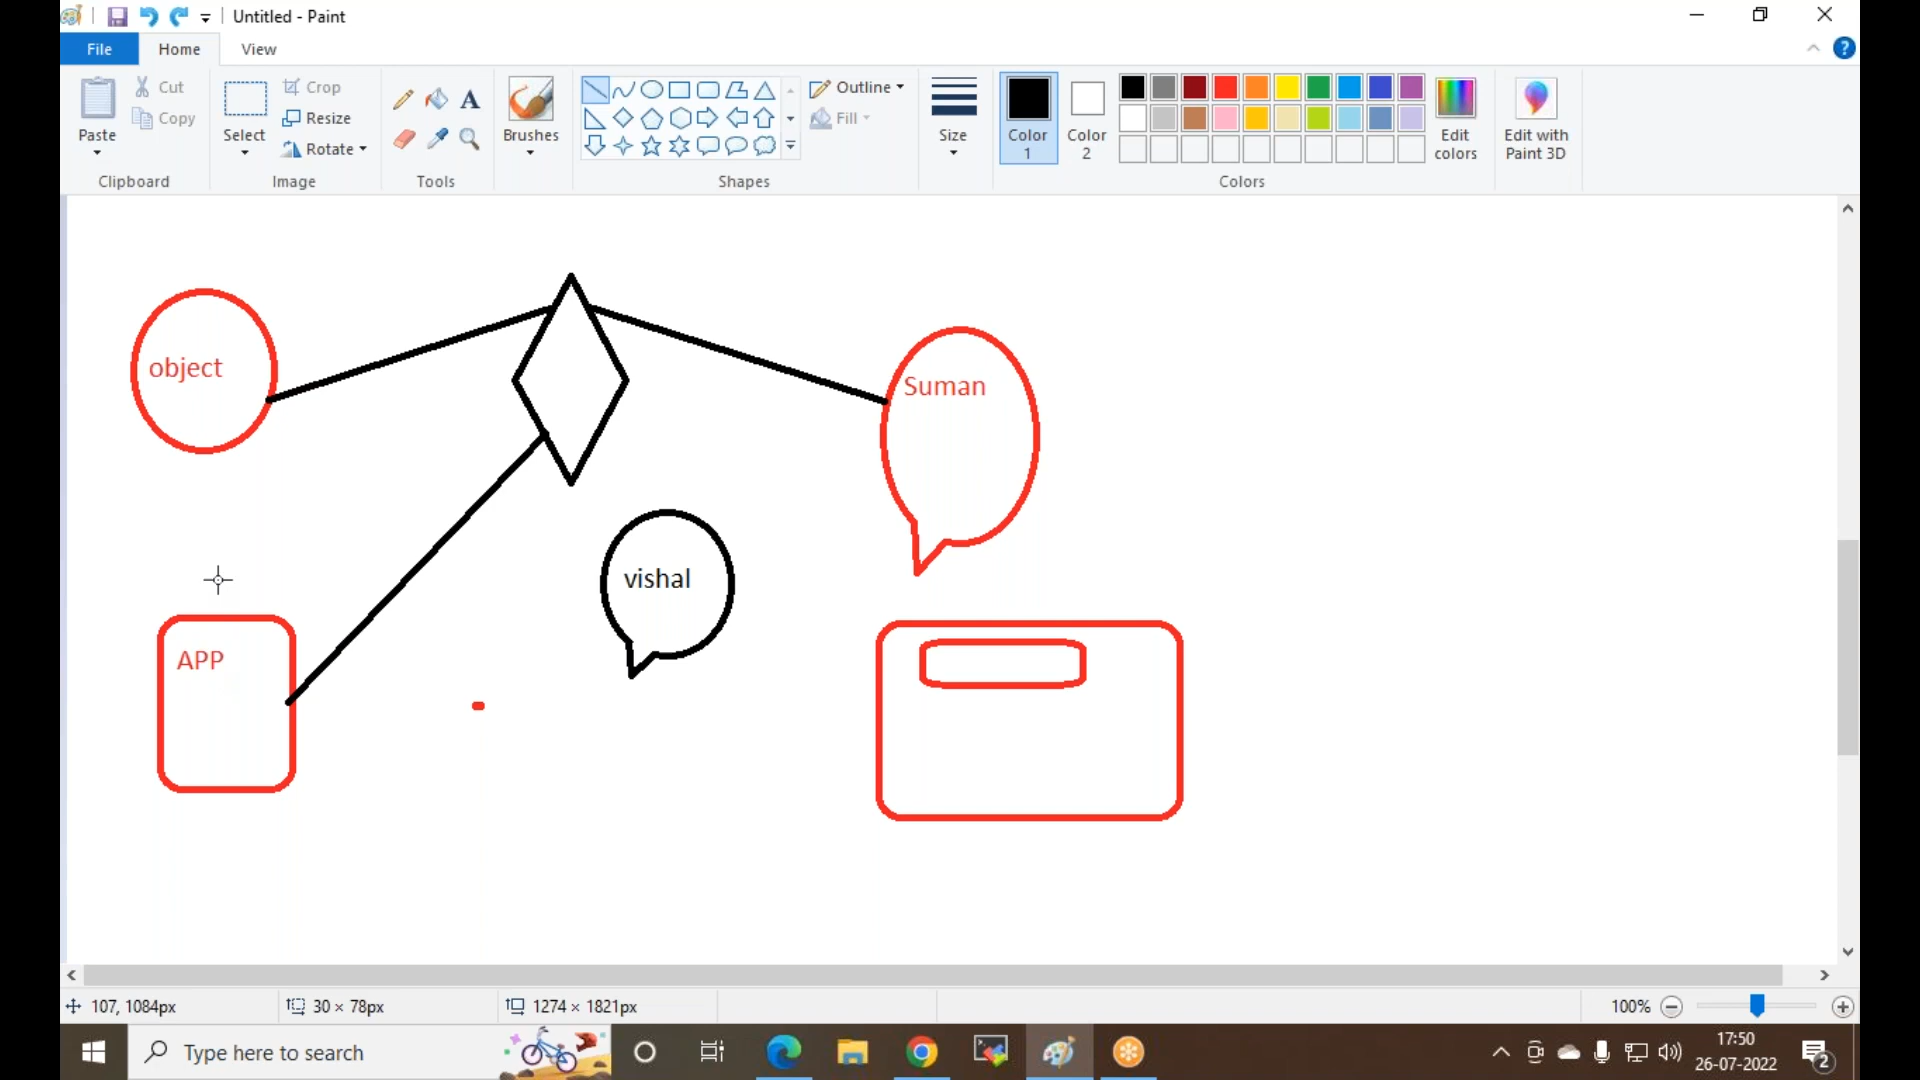 Untitled - Paint
File Home View
Paste Cut Copy
Select Crop Resize Rotate
A
Brushes
Outline Fill
Size
Color 1
Color 2
Edit colors
Edit with Paint 3D
Clipboard Image Tools Shapes Colors
object
Suman
vishal
APP
107, 1084px 30 × 78px 1274 × 1821px 100%
Type here to search
17:50
26-07-2022
2